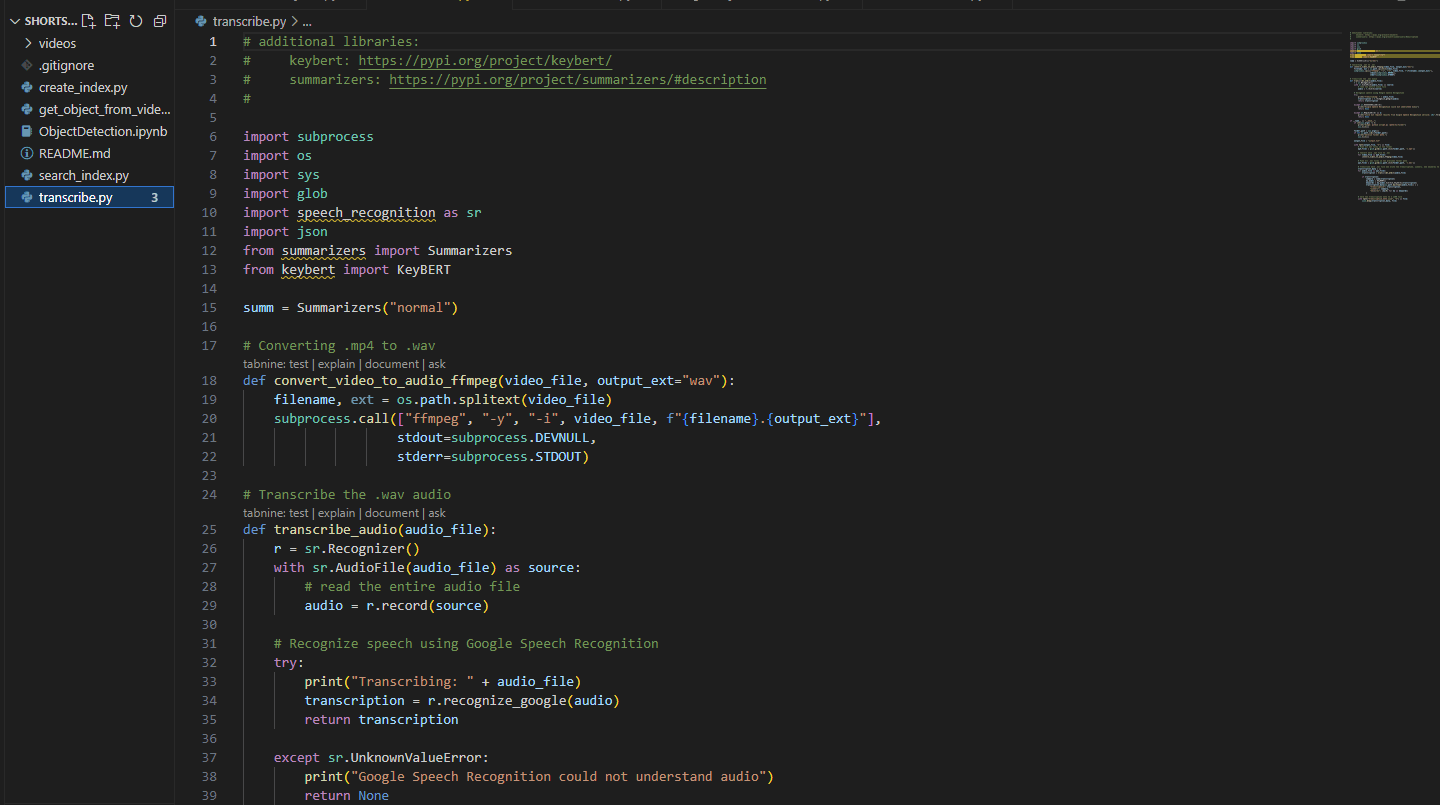 SHORTS...
videos
.gitignore
create_index.py
get_object_from_vide...
ObjectDetection.ipynb
README.md
search_index.py
transcribe.py 3
transcribe.py > ...
1 # additional libraries:
2 #     keybert: https://pypi.org/project/keybert/
3 #     summarizers: https://pypi.org/project/summarizers/#description
4 #
5
6 import subprocess
7 import os
8 import sys
9 import glob
10 import speech_recognition as sr
11 import json
12 from summarizers import Summarizers
13 from keybert import KeyBERT
14
15 summ = Summarizers("normal")
16
17 # Converting .mp4 to .wav
tabnine: test | explain | document | ask
18 def convert_video_to_audio_ffmpeg(video_file, output_ext="wav"):
19     filename, ext = os.path.splitext(video_file)
20     subprocess.call(["ffmpeg", "-y", "-i", video_file, f"{filename}.{output_ext}"],
21                     stdout=subprocess.DEVNULL,
22                     stderr=subprocess.STDOUT)
23
24 # Transcribe the .wav audio
tabnine: test | explain | document | ask
25 def transcribe_audio(audio_file):
26     r = sr.Recognizer()
27     with sr.AudioFile(audio_file) as source:
28         # read the entire audio file
29         audio = r.record(source)
30
31     # Recognize speech using Google Speech Recognition
32     try:
33         print("Transcribing: " + audio_file)
34         transcription = r.recognize_google(audio)
35         return transcription
36
37     except sr.UnknownValueError:
38         print("Google Speech Recognition could not understand audio")
39         return None